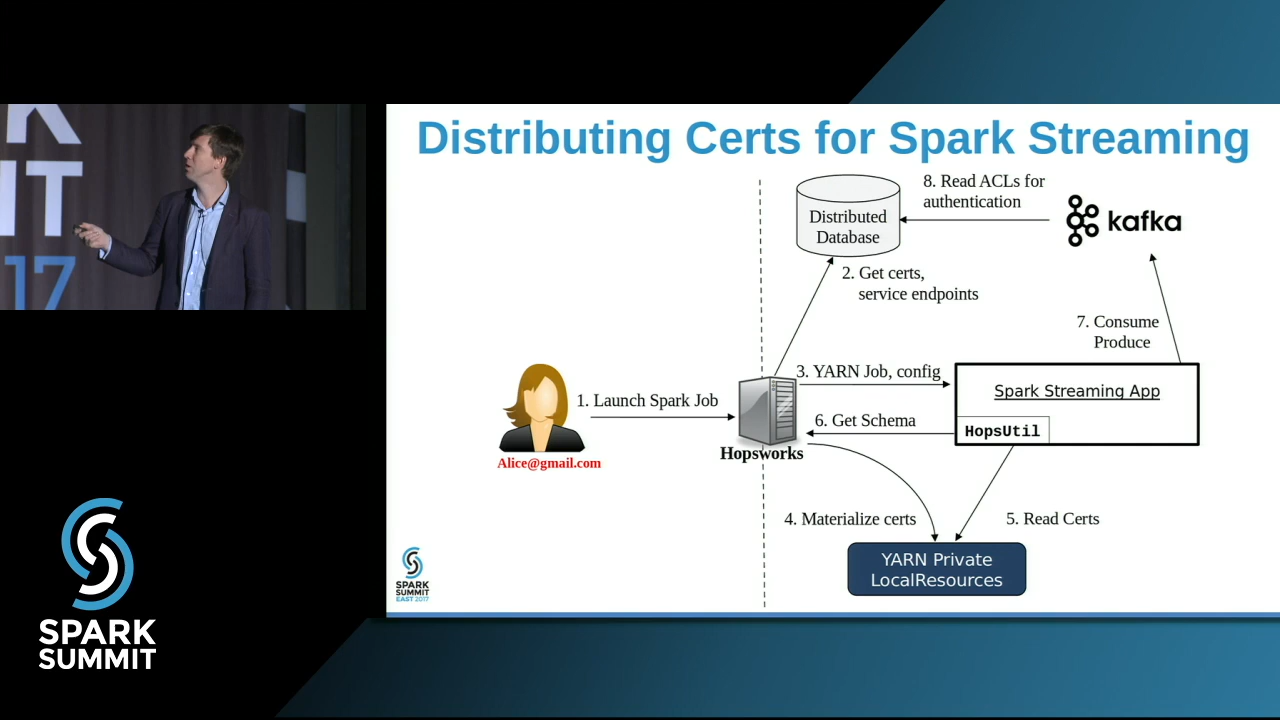 K
MIT
17
Distributing Certs for Spark Streaming
Distributed
Database
8. Read ACLs for
authentication
kafka
2. Get certs,
service endpoints
7. Consume
Produce
3. YARN Job, config
Spark Streaming App
1. Launch Spark Job
6. Get Schema
HopsUtil
Hopsworks
Alice@gmail.com
4. Materialize certs
5. Read Certs
YARN Private
LocalResources
SPARK
SUMMIT
EAST 2017
SPARK
SUMMIT